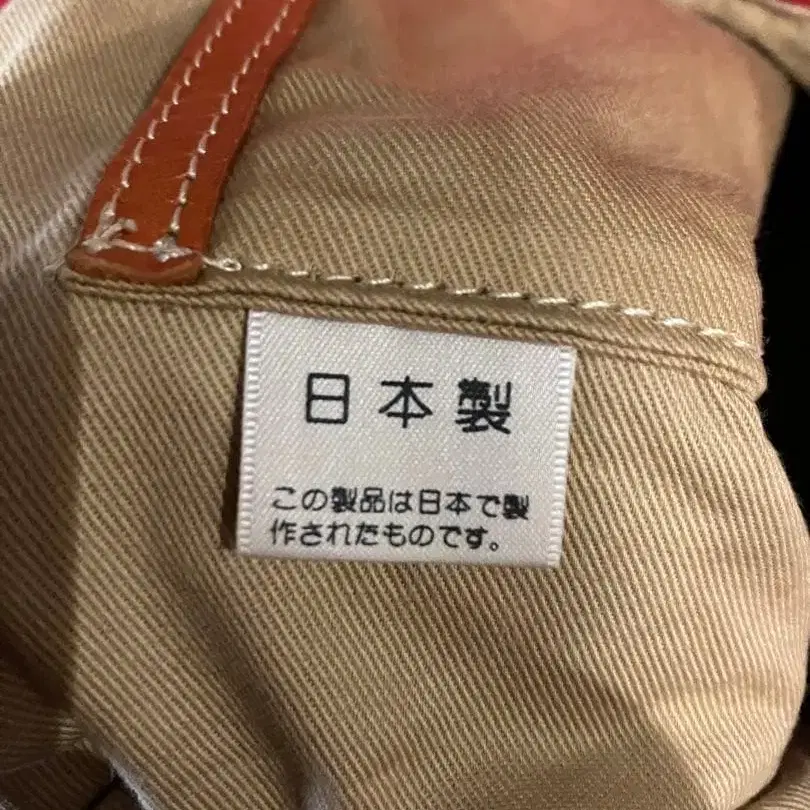 日本製
この製品は日本で製
作されたものです。